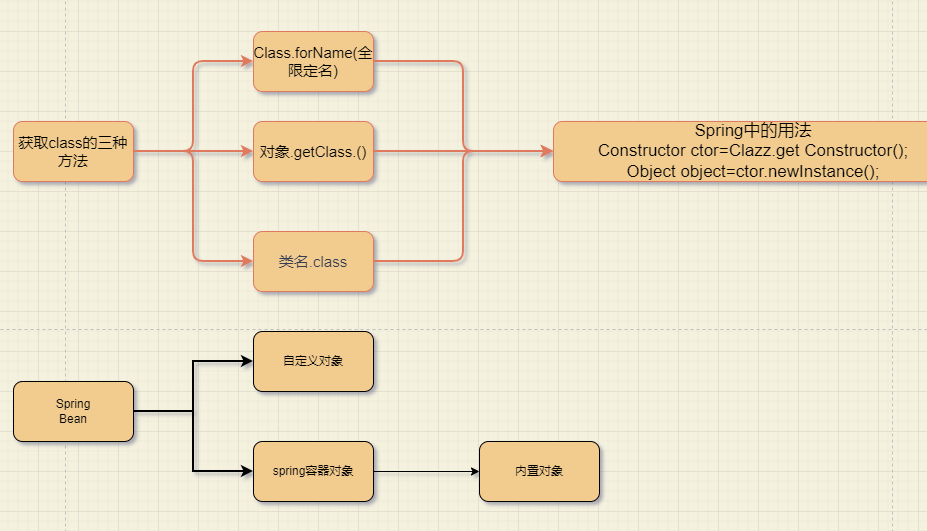 Class.forName(全
限定名)
获取class的三种
方法
对象.getClass.()
类名.class
Spring中的用法
Constructor ctor=Clazz.get Constructor();
Object object=ctor.newInstance();
Spring
Bean
自定义对象
spring容器对象
内置对象